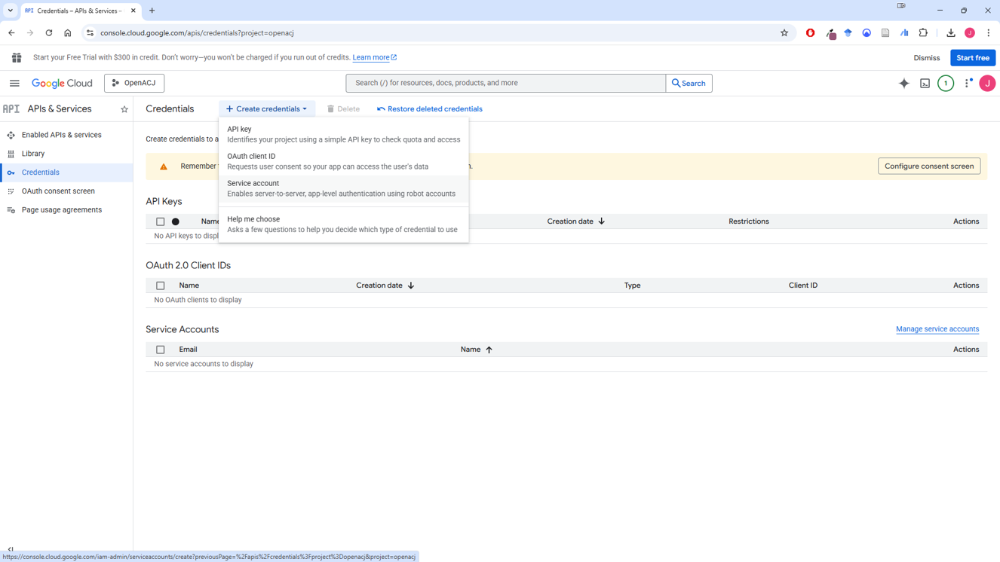 API Credentials – APIs & Services –
console.cloud.google.com/apis/credentials?project=openacj
Start your Free Trial with $300 in credit. Don't worry—you won't be charged if you run out of credits. Learn more
Dismiss
Start free
Google Cloud
OpenACJ
Search (/) for resources, docs, products, and more
Search
1
J
API APIs & Services
Credentials
Create credentials
Delete
Restore deleted credentials
Enabled APIs & services
Library
Credentials
OAuth consent screen
Page usage agreements
Create credentials to a
API key
Identifies your project using a simple API key to check quota and access
OAuth client ID
Requests user consent so your app can access the user's data
Service account
Enables server-to-server, app-level authentication using robot accounts
Help me choose
Asks a few questions to help you decide which type of credential to use
Remember
n.
Configure consent screen
API Keys
Name
Creation date
Restrictions
Actions
No API keys to displ
OAuth 2.0 Client IDs
Name
Creation date
Type
Client ID
Actions
No OAuth clients to display
Service Accounts
Manage service accounts
Email
Name
Actions
No service accounts to display
https://console.cloud.google.com/iam-admin/serviceaccounts/create?previousPage=%2Fapis%2Fcredentials%3Fproject%3Dopenacj&project=openacj